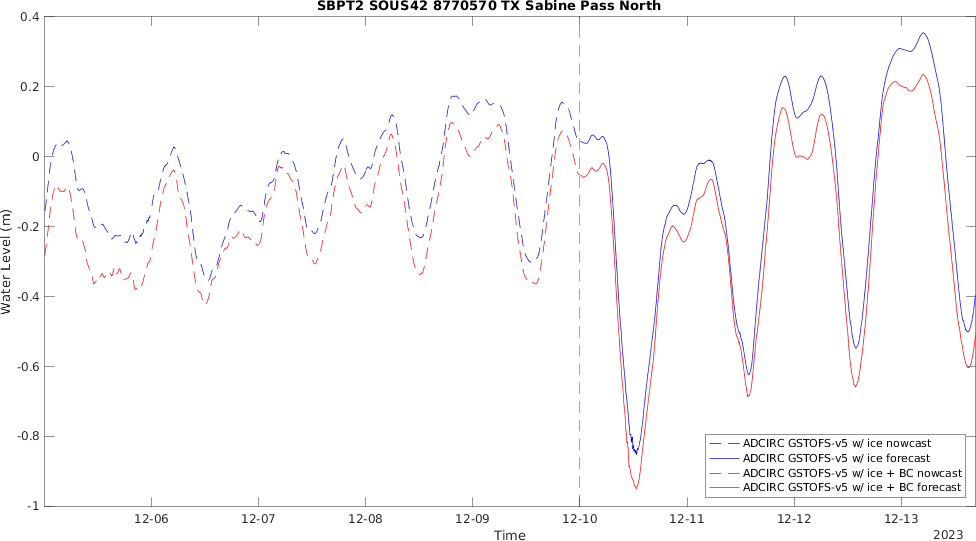 SBPT2 SOUS42 8770570 TX Sabine Pass North
0.4
0.2
0
-0.2
-0.4
-0.6
-0.8
-1
Water Level (m)
12-06 12-07 12-08 12-09 12-10 12-11 12-12 12-13
Time
2023
ADCIRC GSTOFS-v5 w/ ice nowcast
ADCIRC GSTOFS-v5 w/ ice forecast
ADCIRC GSTOFS-v5 w/ ice + BC nowcast
ADCIRC GSTOFS-v5 w/ ice + BC forecast